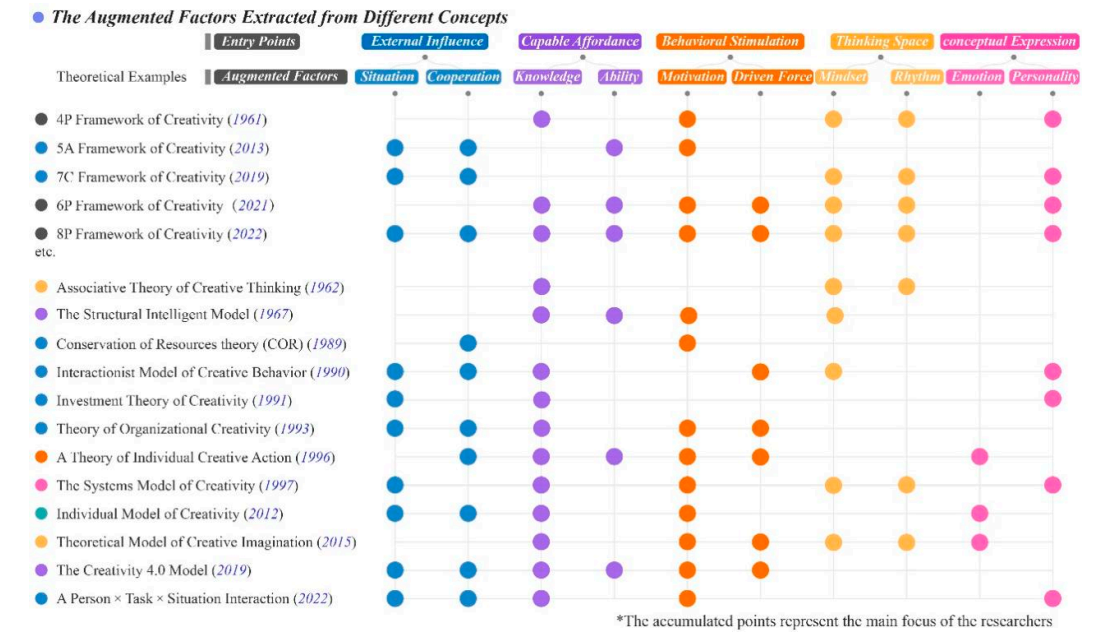 The Augmented Factors Extracted from Different Concepts
Entry Points External Influence Capable Affordance Behavioral Stimulation Thinking Space conceptual Expression
Theoretical Examples Augmented Factors Situation Cooperation Knowledge Ability Motivation Driven Force Mindset Rhythm Emotion Personality
4P Framework of Creativity (1961)
5A Framework of Creativity (2013)
7C Framework of Creativity (2019)
6P Framework of Creativity (2021)
8P Framework of Creativity (2022)
etc.
Associative Theory of Creative Thinking (1962)
The Structural Intelligent Model (1967)
Conservation of Resources theory (COR) (1989)
Interactionist Model of Creative Behavior (1990)
Investment Theory of Creativity (1991)
Theory of Organizational Creativity (1993)
A Theory of Individual Creative Action (1996)
The Systems Model of Creativity (1997)
Individual Model of Creativity (2012)
Theoretical Model of Creative Imagination (2015)
The Creativity 4.0 Model (2019)
A Person × Task × Situation Interaction (2022)
*The accumulated points represent the main focus of the researchers